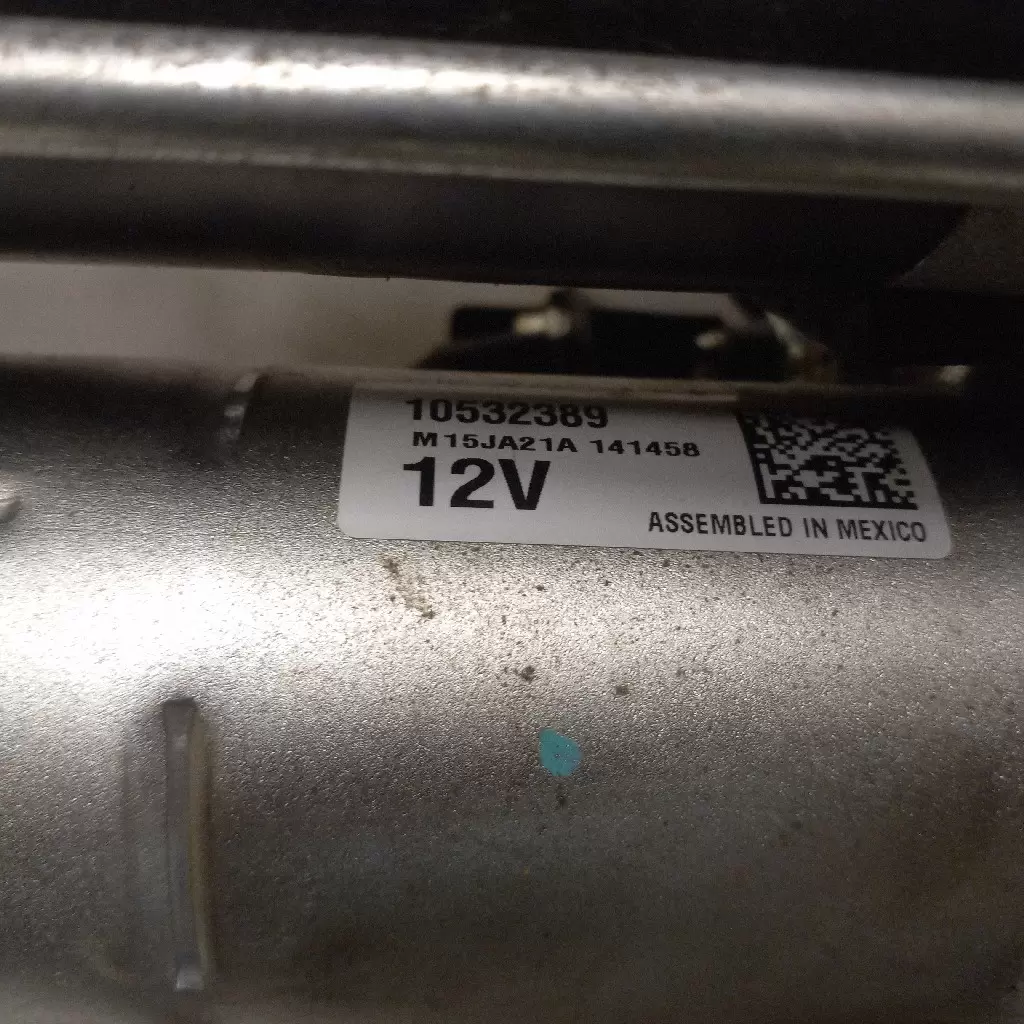 10532389
M15JA21A 141458
12V
ASSEMBLED IN MEXICO